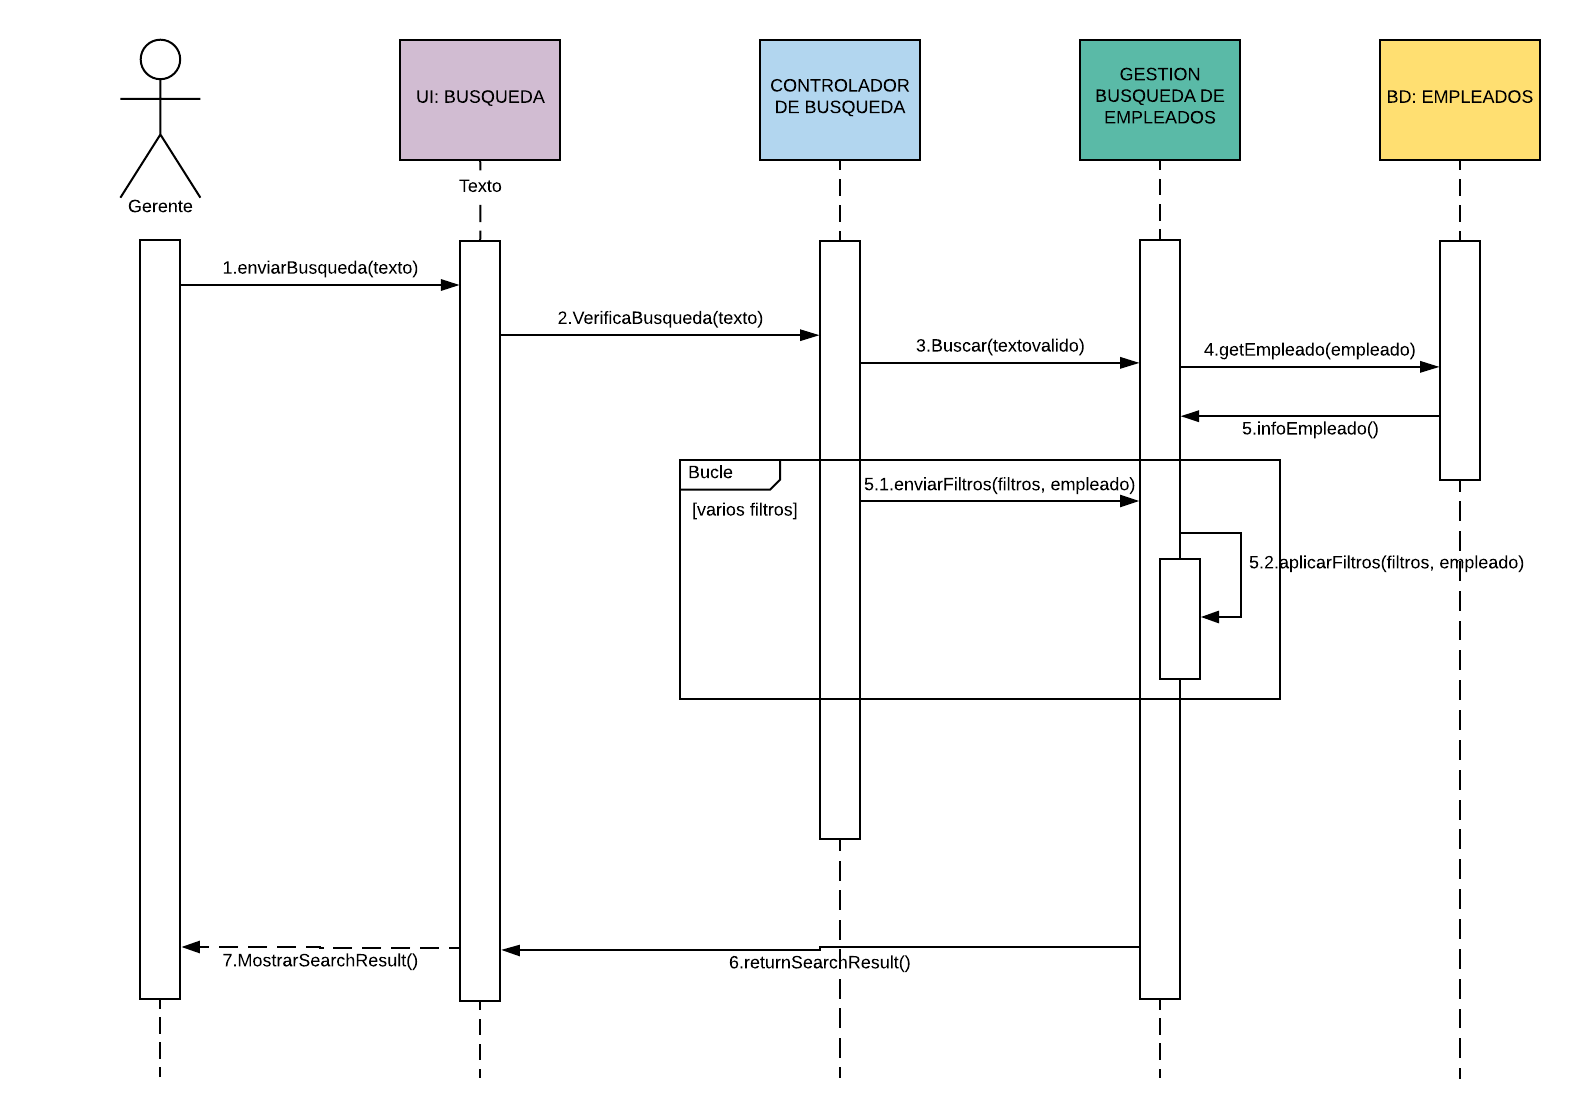 UI: BUSQUEDA
CONTROLADOR
DE BUSQUEDA
GESTION
BUSQUEDA DE
EMPLEADOS
BD: EMPLEADOS
Texto
Gerente
1.enviarBusqueda(texto)
2.VerificaBusqueda(texto)
3.Buscar(textovalido)
4.getEmpleado(empleado)
5.infoEmpleado()
Bucle
5.1.enviarFiltros(filtros, empleado)
[varios filtros]
5.2.aplicarFiltros(filtros, empleado)
7.MostrarSearchResult()
6.returnSearchResult()